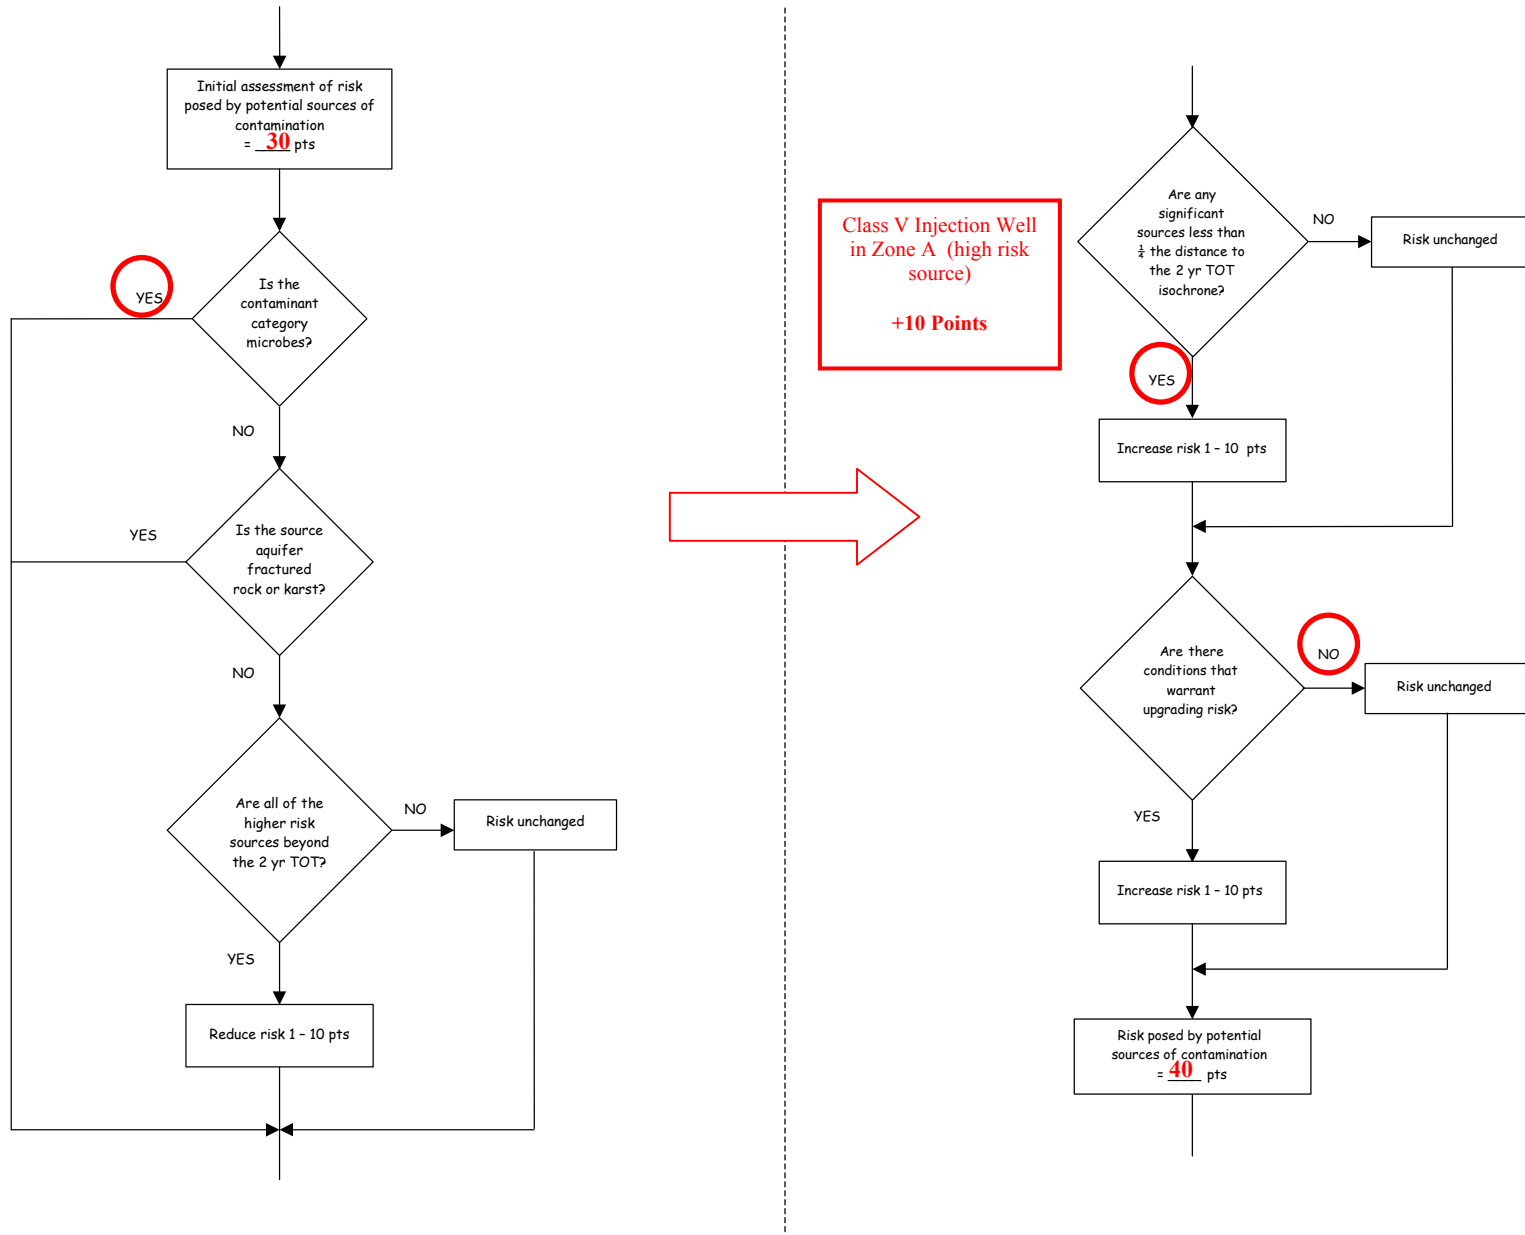 Initial assessment of risk
posed by potential sources of
contamination
= 30 pts
Is the
contaminant
category
microbes?
YES
NO
Is the source
aquifer
fractured
rock or karst?
YES
NO
Are all of the
higher risk
sources beyond
the 2 yr TOT?
NO
Risk unchanged
YES
Reduce risk 1 – 10 pts
Class V Injection Well
in Zone A (high risk
source)
+10 Points
Are any
significant
sources less than
¼ the distance to
the 2 yr TOT
isochrone?
NO
Risk unchanged
YES
Increase risk 1 – 10 pts
Are there
conditions that
warrant
upgrading risk?
NO
Risk unchanged
YES
Increase risk 1 – 10 pts
Risk posed by potential
sources of contamination
= 40 pts